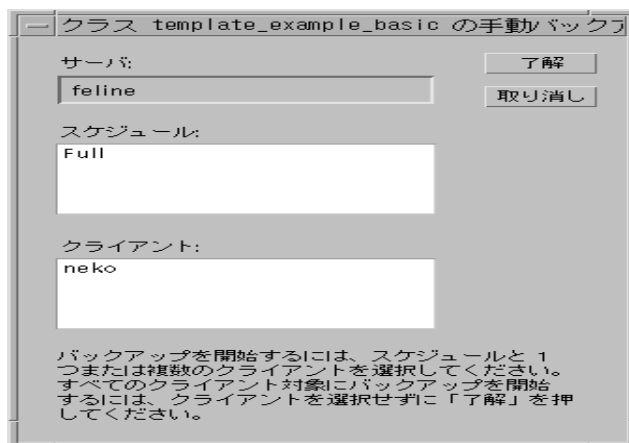 クラス template_example_basic の手動バックア
サーバ:
了解
feline
取り消し
スケジュール:
Full
クライアント:
neko
バックアップを開始するには、スケジュールと 1
つまたは複数のクライアントを選択してください。
すべてのクライアント対象にバックアップを開始
するには、クライアントを選択せずに「了解」を押
してください。